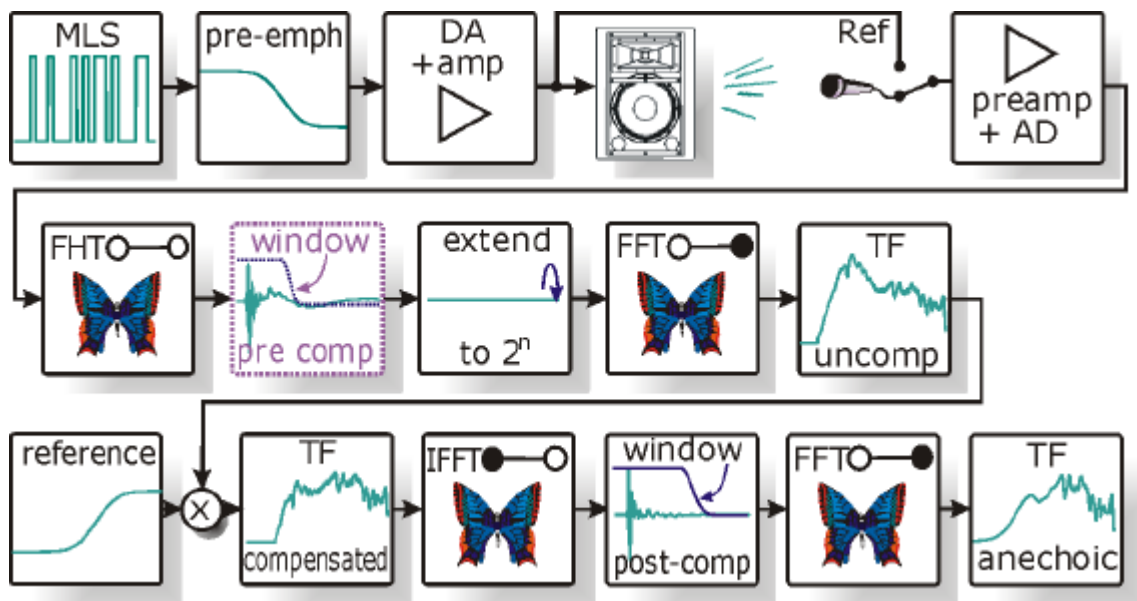 MLS
pre-emph
DA
+amp
Ref
preamp
+ AD
FHT
window
pre comp
extend
to 2ⁿ
FFT
TF
uncomp
reference
X
TF
compensated
IFFT
window
post-comp
FFT
TF
anechoic